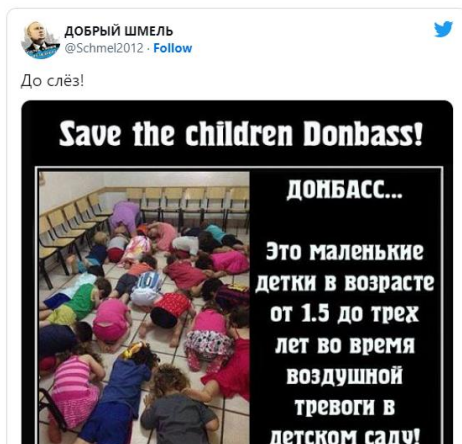 ДОБРЫЙ ШМЕЛЬ
@Schmel2012 · Follow
До слёз!
Save the children Donbass!
ДОНБАСС...
Это маленькие
детки в возрасте
от 1.5 до трех
лет во время
воздушной
тревоги в
детском саду!